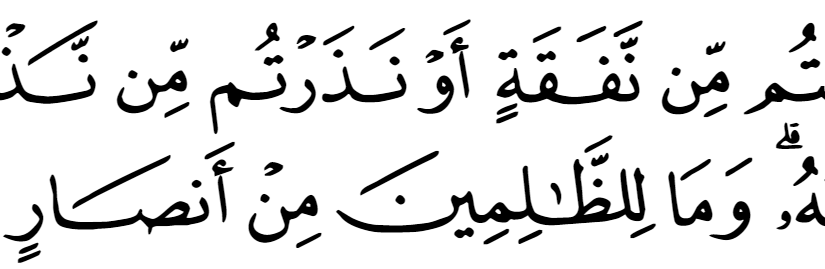 تُم مِّن نَّفَقَةٍ أَوْ نَذَرْتُم مِّن نَّذْ
هُۥ ۗ وَمَا لِلظَّـٰلِمِينَ مِنْ أَنصَارٍ